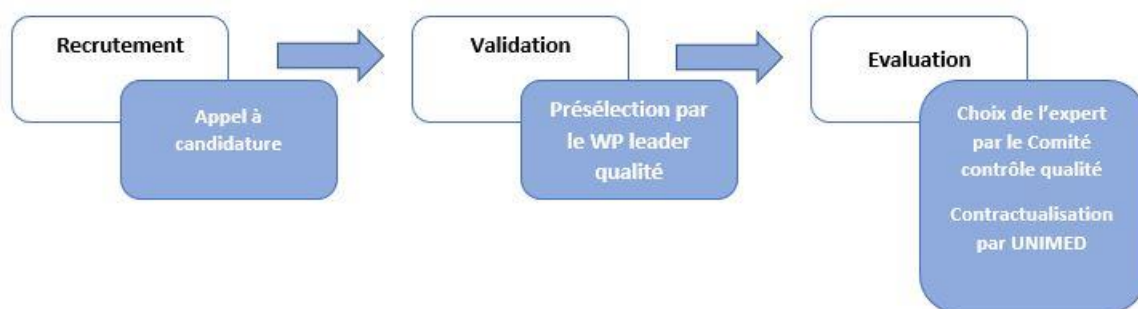 Recrutement
Appel à
candidature
Validation
Présélection par
le WP leader
qualité
Evaluation
Choix de l'expert
par le Comité
contrôle qualité
Contractualisation
par UNIMED